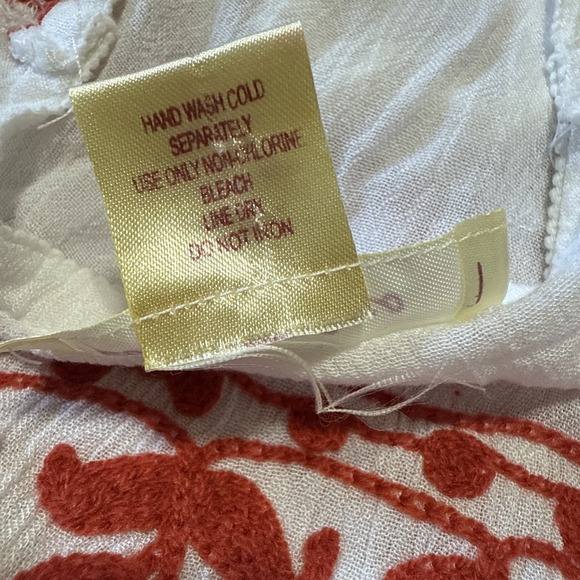 HAND WASH COLD
SEPARATELY
USE ONLY NON-CHLORINE
BLEACH
LINE DRY
DO NOT IRON